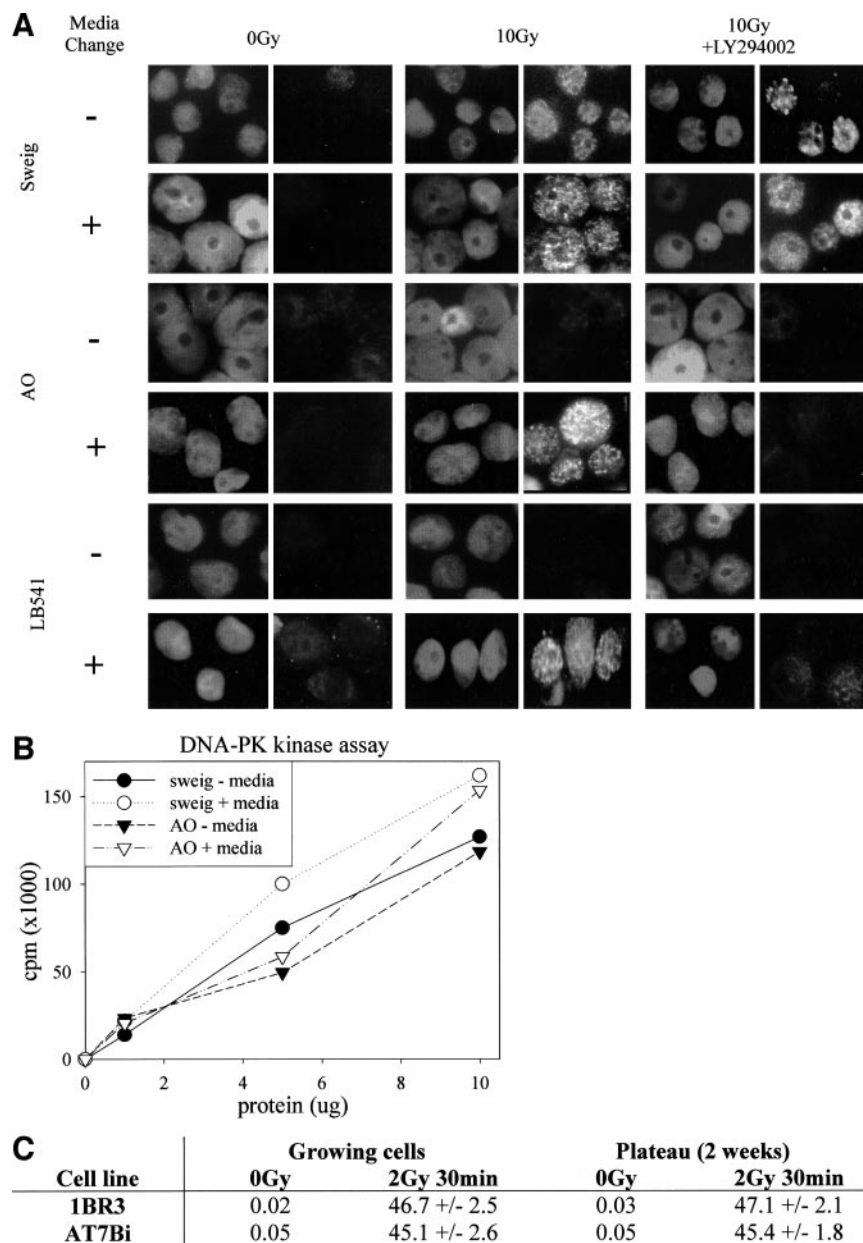 A
Media
Change
0Gy
10Gy
10Gy
+LY294002
Sweig
-
+
AO
-
+
LB541
-
+
B
DNA-PK kinase assay
sweig - media
sweig + media
AO - media
AO + media
cpm (x1000)
150
100
50
0
0 2 4 6 8 10
protein (ug)
C
Growing cells Plateau (2 weeks)
Cell line 0Gy 2Gy 30min 0Gy 2Gy 30min
1BR3 0.02 46.7 +/- 2.5 0.03 47.1 +/- 2.1
AT7Bi 0.05 45.1 +/- 2.6 0.05 45.4 +/- 1.8